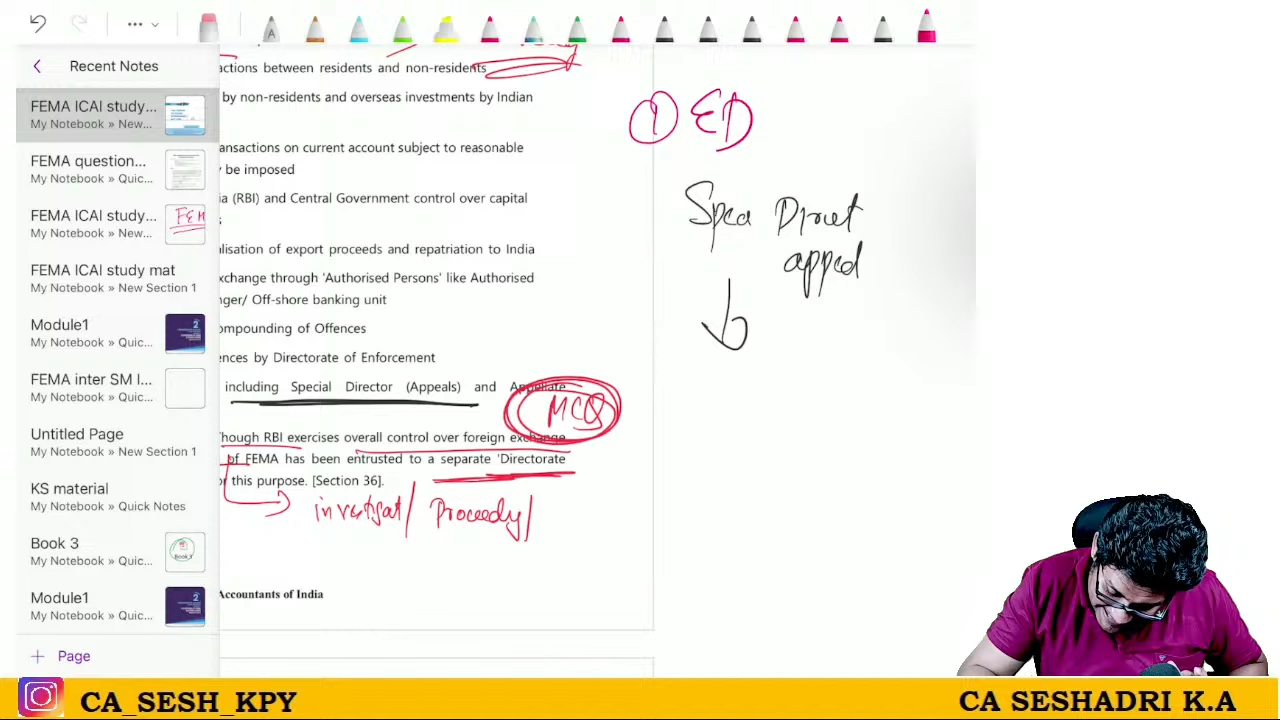 Recent Notes
FEMA ICAI study...
My Notebook » New...
FEMA question...
My Notebook » Quic...
FEMA ICAI study...
My Notebook » New...
FEM
FEMA ICAI study mat
My Notebook » New Section 1
Module1
My Notebook » Quic...
FEMA inter SM I...
My Notebook » Quic...
Untitled Page
My Notebook » New Section 1
KS material
My Notebook » Quick Notes
Book 3
My Notebook » Quic...
Book 3
Module1
My Notebook » Quic...
+ Page
actions between residents and non-residents
by non-residents and overseas investments by Indian
ansactions on current account subject to reasonable
y be imposed
ia (RBI) and Central Government control over capital
s
alisation of export proceeds and repatriation to India
xchange through 'Authorised Persons' like Authorised
nger/ Off-shore banking unit
ompounding of Offences
ences by Directorate of Enforcement
including Special Director (Appeals) and Appellate
MCQ
Though RBI exercises overall control over foreign exchange
of FEMA has been entrusted to a separate 'Directorate
or this purpose. [Section 36].
investgat/ Proceedy/
Accountants of India
1 ED
Spea Direct
apped
CA_SESH_KPY
CA SESHADRI K.A